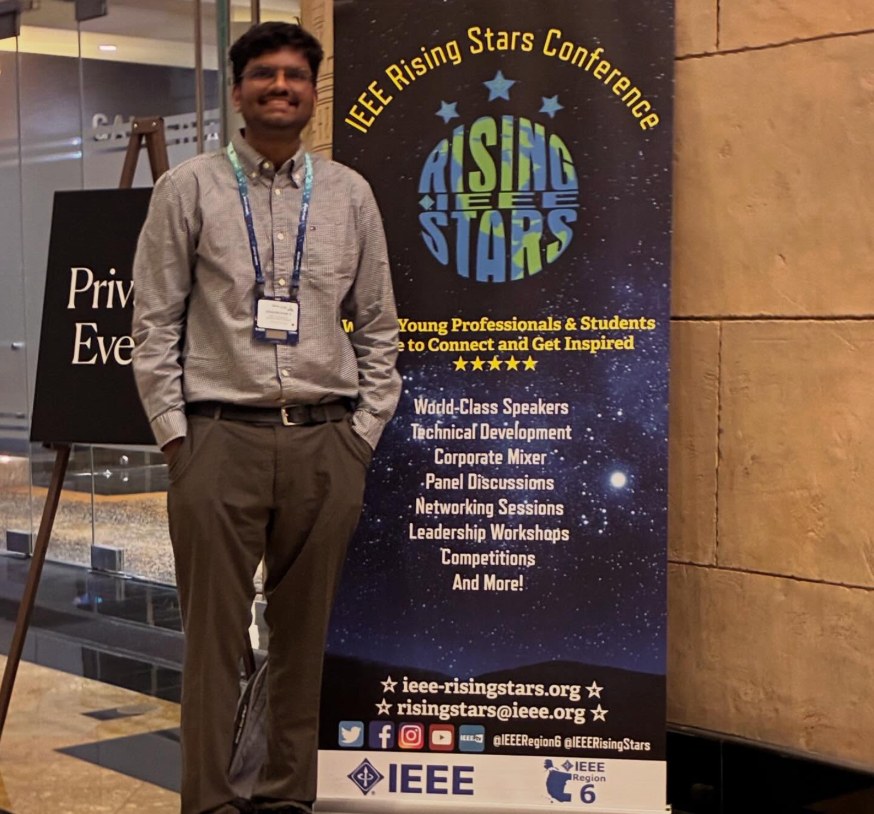 IEEE Rising Stars Conference
RISING
IEEE
STARS
Young Professionals & Students
to Connect and Get Inspired
World-Class Speakers
Technical Development
Corporate Mixer
Panel Discussions
Networking Sessions
Leadership Workshops
Competitions
And More!
ieee-risingstars.org
risingstars@ieee.org
@IEEERegion6 @IEEERisingStars
IEEE
IEEE
Region
6
Priv
Eve